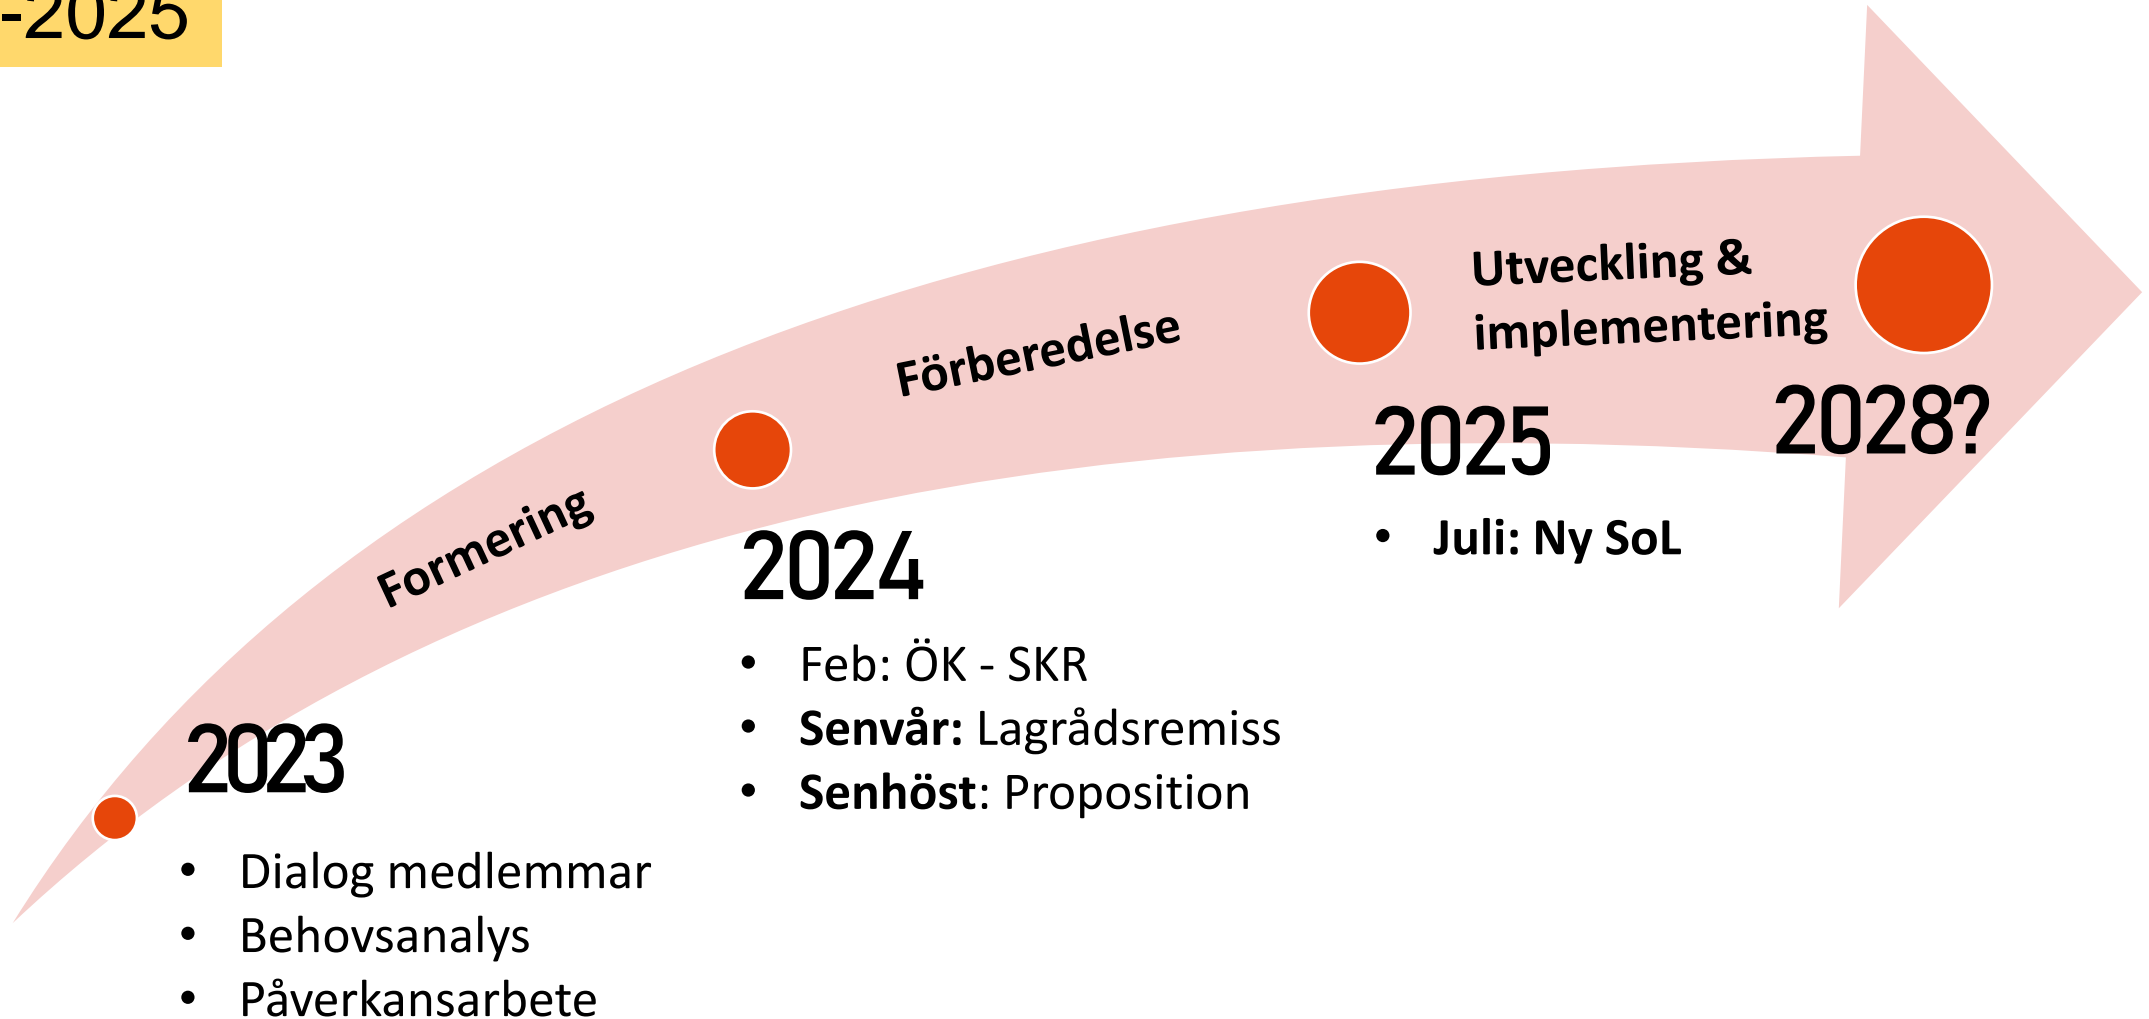 -2025
Formering
Förberedelse
Utveckling &
implementering
2023
• Dialog medlemmar
• Behovsanalys
• Påverkansarbete
2024
• Feb: ÖK - SKR
• Senvår: Lagrådsremiss
• Senhöst: Proposition
2025
• Juli: Ny SoL
2028?